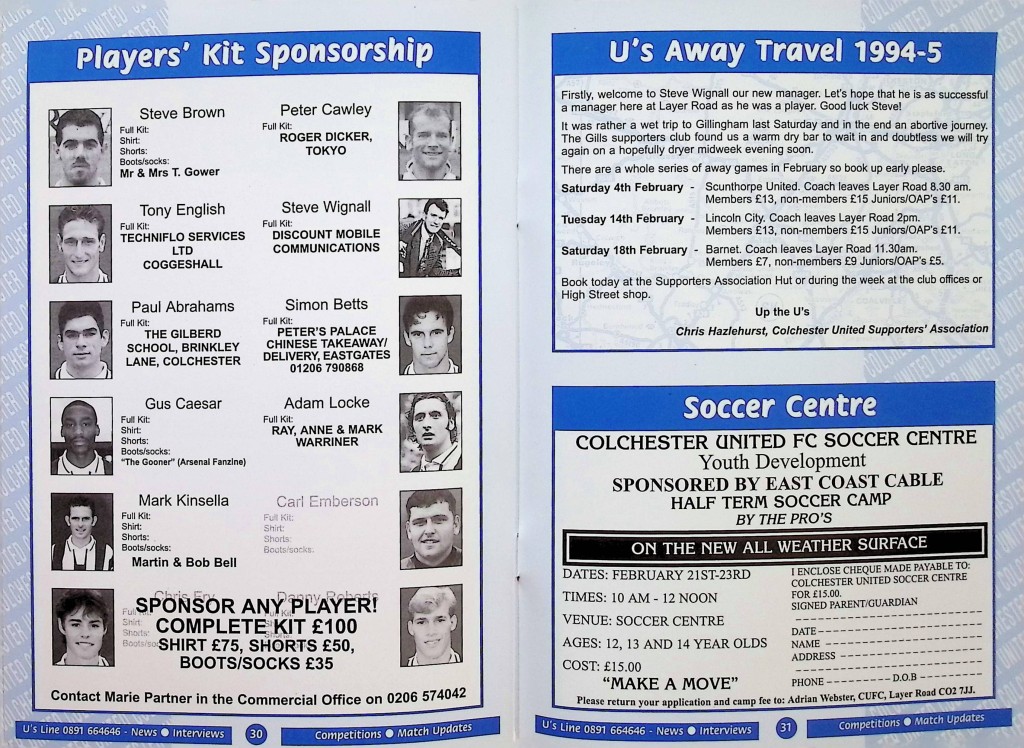 Players' Kit Sponsorship
Steve Brown
Full Kit:
Shirt:
Shorts:
Boots/socks:
Mr & Mrs T. Gower
Peter Cawley
Full Kit:
ROGER DICKER,
TOKYO
Tony English
Full Kit:
TECHNIFLO SERVICES
LTD
COGGESHALL
Steve Wignall
Full Kit:
DISCOUNT MOBILE
COMMUNICATIONS
Paul Abrahams
Full Kit:
THE GILBERD
SCHOOL, BRINKLEY
LANE, COLCHESTER
Simon Betts
Full Kit:
PETER'S PALACE
CHINESE TAKEAWAY/
DELIVERY, EASTGATES
01206 790868
Gus Caesar
Full Kit:
Shirt:
Shorts:
Boots/socks:
"The Gooner" (Arsenal Fanzine)
Adam Locke
Full Kit:
RAY, ANNE & MARK
WARRINER
Mark Kinsella
Full Kit:
Shirt:
Shorts:
Boots/socks:
Martin & Bob Bell
Carl Emberson
Full Kit:
Shirt:
Shorts:
Boots/socks:
Chris Fry
Danny Roberts
SPONSOR ANY PLAYER!
COMPLETE KIT £100
SHIRT £75, SHORTS £50,
BOOTS/SOCKS £35
Contact Marie Partner in the Commercial Office on 0206 574042
U's Line 0891 664646 - News ● Interviews
30
Competitions ● Match Updates
U's Away Travel 1994-5
Firstly, welcome to Steve Wignall our new manager. Let's hope that he is as successful
a manager here at Layer Road as he was a player. Good luck Steve!
It was rather a wet trip to Gillingham last Saturday and in the end an abortive journey.
The Gills supporters club found us a warm dry bar to wait in and doubtless we will try
again on a hopefully dryer midweek evening soon.
There are a whole series of away games in February so book up early please.
Saturday 4th February - Scunthorpe United. Coach leaves Layer Road 8.30 am.
Members £13, non-members £15 Juniors/OAP's £11.
Tuesday 14th February - Lincoln City. Coach leaves Layer Road 2pm.
Members £13, non-members £15 Juniors/OAP's £11.
Saturday 18th February - Barnet. Coach leaves Layer Road 11.30am.
Members £7, non-members £9 Juniors/OAP's £5.
Book today at the Supporters Association Hut or during the week at the club offices or
High Street shop.
Up the U's
Chris Hazlehurst, Colchester United Supporters' Association
Soccer Centre
COLCHESTER UNITED FC SOCCER CENTRE
Youth Development
SPONSORED BY EAST COAST CABLE
HALF TERM SOCCER CAMP
BY THE PRO'S
ON THE NEW ALL WEATHER SURFACE
DATES: FEBRUARY 21ST-23RD
TIMES: 10 AM - 12 NOON
VENUE: SOCCER CENTRE
AGES: 12, 13 AND 14 YEAR OLDS
COST: £15.00
"MAKE A MOVE"
I ENCLOSE CHEQUE MADE PAYABLE TO:
COLCHESTER UNITED SOCCER CENTRE
FOR £15.00.
SIGNED PARENT/GUARDIAN
DATE
NAME
ADDRESS
PHONE D.O.B
Please return your application and camp fee to: Adrian Webster, CUFC, Layer Road CO2 7JJ.
U's Line 0891 664646 - News ● Interviews
31
Competitions ● Match Updates